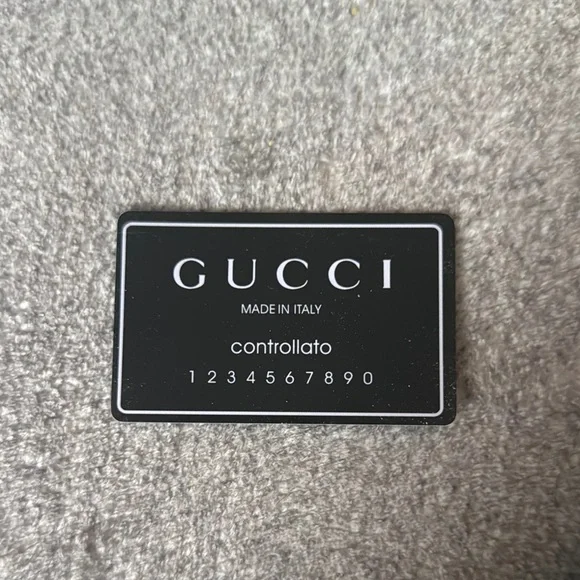 GUCCI
MADE IN ITALY
controllato
1 2 3 4 5 6 7 8 9 0